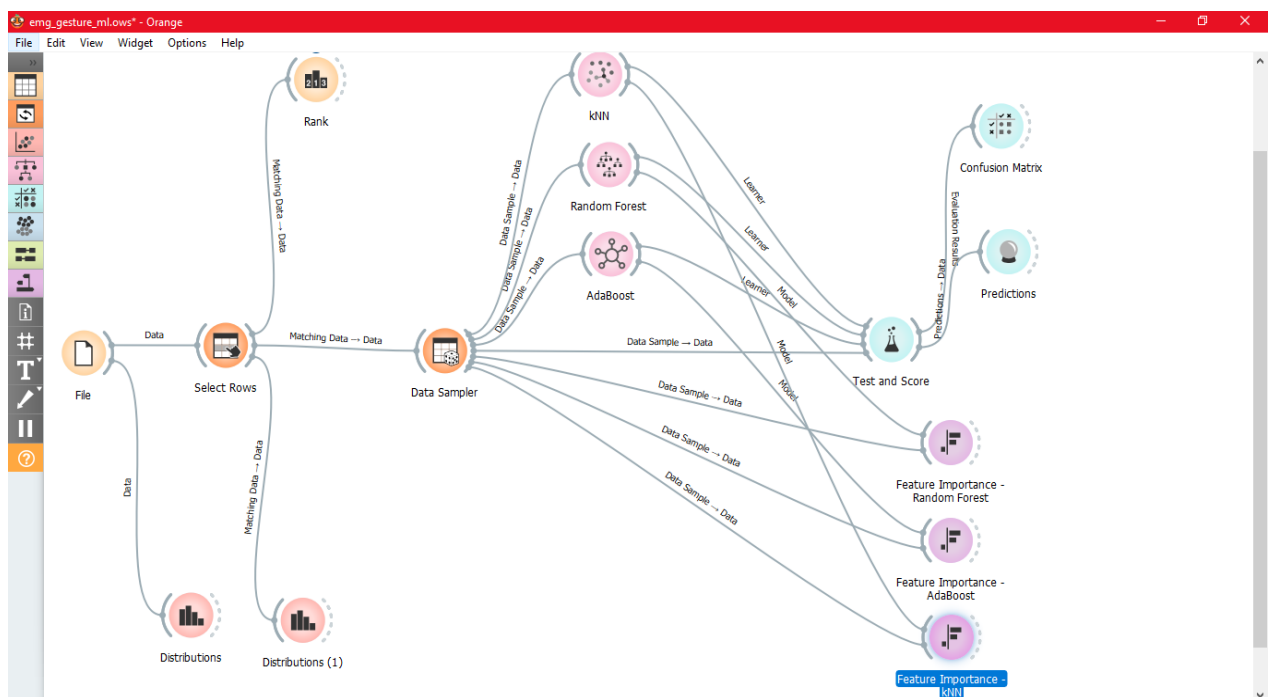 emg_gesture_ml.ows* - Orange
File Edit View Widget Options Help
Rank
kNN
Random Forest
AdaBoost
Confusion Matrix
Predictions
File
Data
Select Rows
Matching Data → Data
Matching Data → Data
Data Sampler
Data Sample → Data
Data Sample → Data
Data Sample → Data
Learner
Learner
Learner
Model
Model
Model
Data Sample → Data
Test and Score
Evaluation Results
Predictions → Data
Data Sample → Data
Data Sample → Data
Data Sample → Data
Feature Importance -
Random Forest
Feature Importance -
AdaBoost
Feature Importance -
kNN
Data
Matching Data → Data
Distributions
Distributions (1)